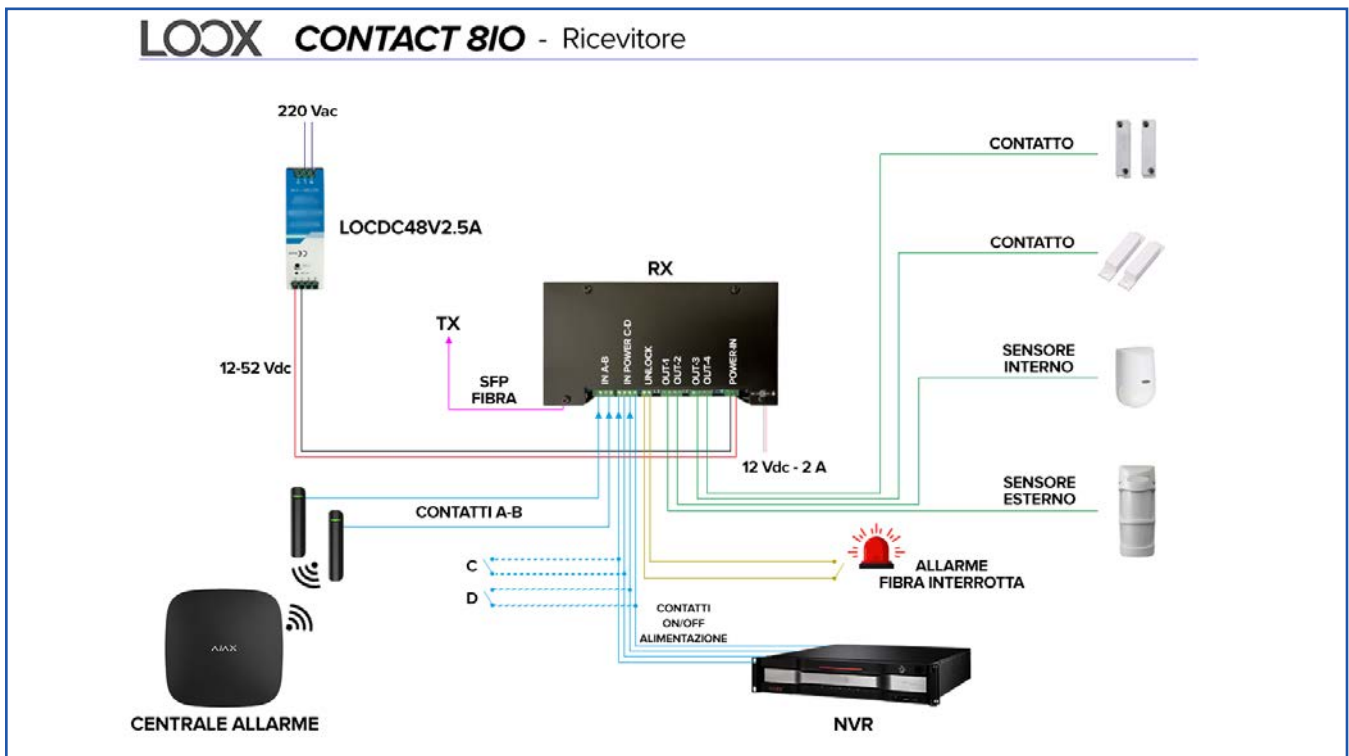 LOOX CONTACT 8IO - Ricevitore
220 Vac
LOCDC48V2.5A
12-52 Vdc
TX
SFP
FIBRA
RX
IN A-B
IN POWER C-D
UNLOCK
OUT-1
OUT-2
OUT-3
OUT-4
POWER-IN
12 Vdc - 2 A
CONTATTO
CONTATTO
SENSORE
INTERNO
SENSORE
ESTERNO
CONTATTI A-B
C
D
ALLARME
FIBRA INTERROTTA
CONTATTI
ON/OFF
ALIMENTAZIONE
AJAX
CENTRALE ALLARME
NVR